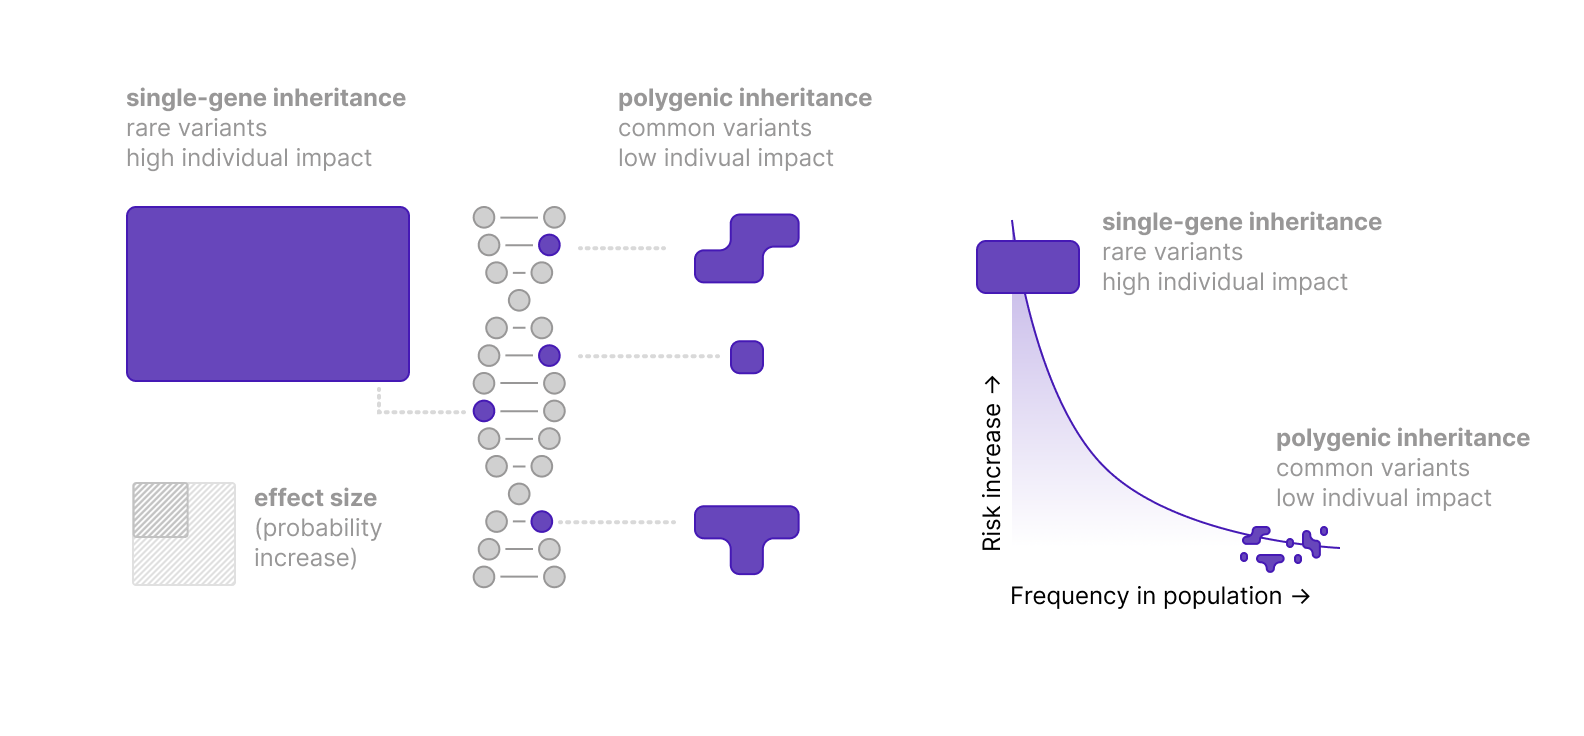 single-gene inheritance
rare variants
high individual impact
polygenic inheritance
common variants
low indivual impact
effect size
(probability
increase)
single-gene inheritance
rare variants
high individual impact
polygenic inheritance
common variants
low indivual impact
Risk increase →
Frequency in population →